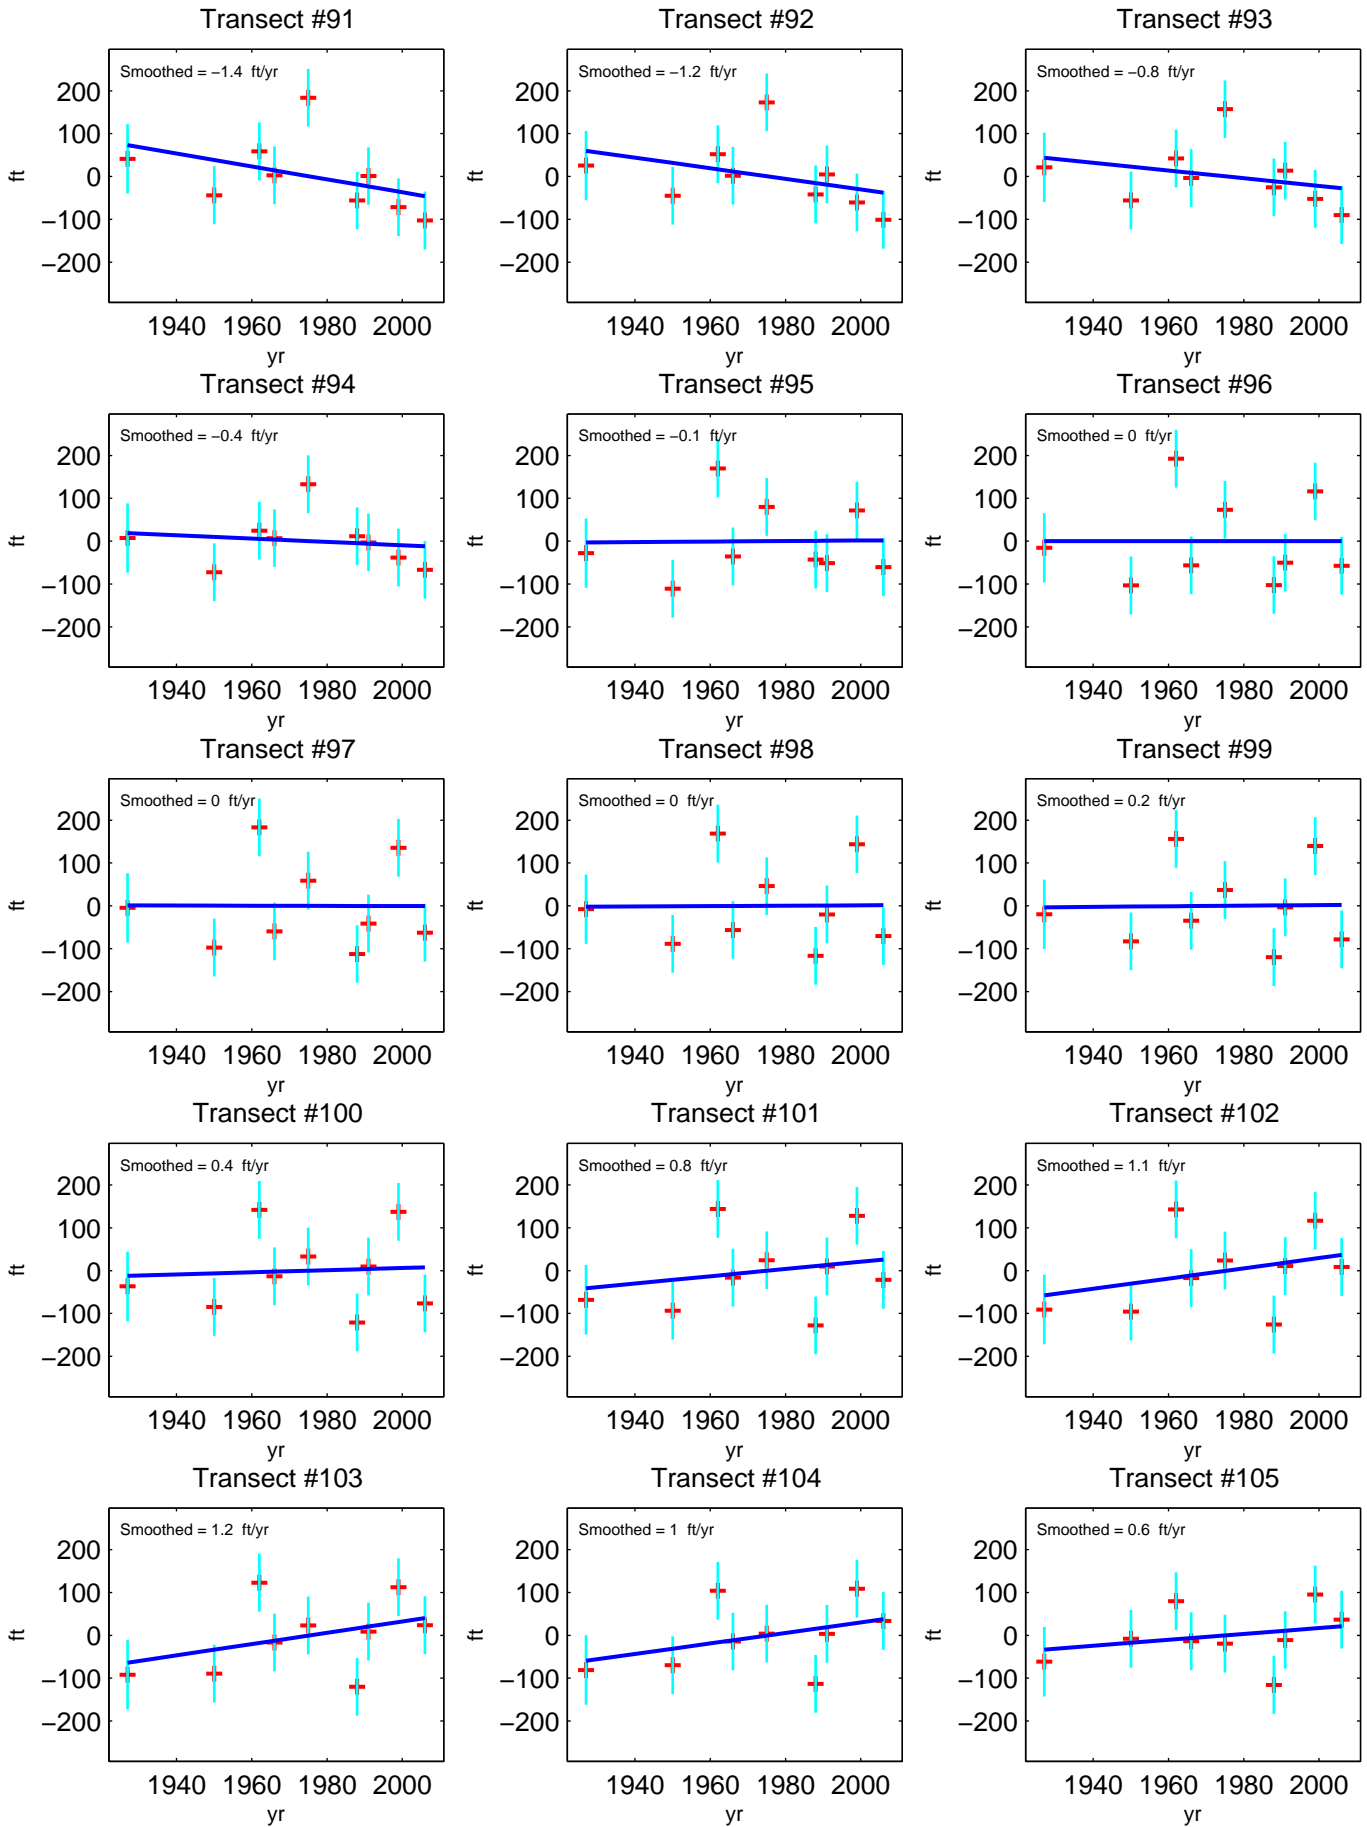 Transect #91 Transect #92 Transect #93
Smoothed = −1.4 ft/yr Smoothed = −1.2 ft/yr Smoothed = −0.8 ft/yr
200 200 200
100 100 100
ft 0 ft 0 ft 0
−100 −100 −100
−200 −200 −200
1940 1960 1980 2000 1940 1960 1980 2000 1940 1960 1980 2000
yr yr yr
Transect #94 Transect #95 Transect #96
Smoothed = −0.4 ft/yr Smoothed = −0.1 ft/yr Smoothed = 0 ft/yr
200 200 200
100 100 100
ft 0 ft 0 ft 0
−100 −100 −100
−200 −200 −200
1940 1960 1980 2000 1940 1960 1980 2000 1940 1960 1980 2000
yr yr yr
Transect #97 Transect #98 Transect #99
Smoothed = 0 ft/yr Smoothed = 0 ft/yr Smoothed = 0.2 ft/yr
200 200 200
100 100 100
ft 0 ft 0 ft 0
−100 −100 −100
−200 −200 −200
1940 1960 1980 2000 1940 1960 1980 2000 1940 1960 1980 2000
yr yr yr
Transect #100 Transect #101 Transect #102
Smoothed = 0.4 ft/yr Smoothed = 0.8 ft/yr Smoothed = 1.1 ft/yr
200 200 200
100 100 100
ft 0 ft 0 ft 0
−100 −100 −100
−200 −200 −200
1940 1960 1980 2000 1940 1960 1980 2000 1940 1960 1980 2000
yr yr yr
Transect #103 Transect #104 Transect #105
Smoothed = 1.2 ft/yr Smoothed = 1 ft/yr Smoothed = 0.6 ft/yr
200 200 200
100 100 100
ft 0 ft 0 ft 0
−100 −100 −100
−200 −200 −200
1940 1960 1980 2000 1940 1960 1980 2000 1940 1960 1980 2000
yr yr yr